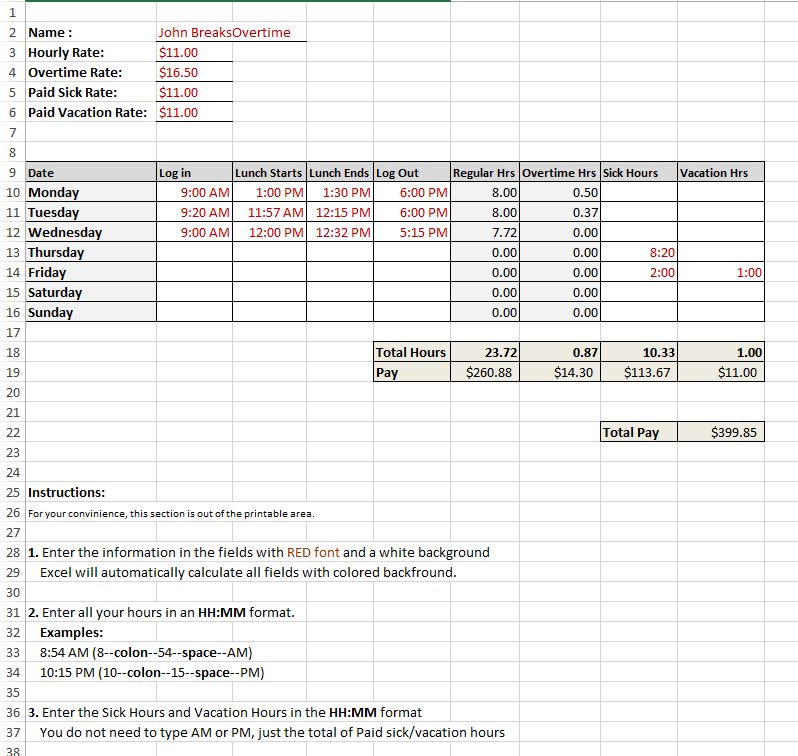 1
2 Name : John BreaksOvertime
3 Hourly Rate: $11.00
4 Overtime Rate: $16.50
5 Paid Sick Rate: $11.00
6 Paid Vacation Rate: $11.00
7
8
9 Date Log in Lunch Starts Lunch Ends Log Out Regular Hrs Overtime Hrs Sick Hours Vacation Hrs
10 Monday 9:00 AM 1:00 PM 1:30 PM 6:00 PM 8.00 0.50
11 Tuesday 9:20 AM 11:57 AM 12:15 PM 6:00 PM 8.00 0.37
12 Wednesday 9:00 AM 12:00 PM 12:32 PM 5:15 PM 7.72 0.00
13 Thursday 0.00 0.00 8:20
14 Friday 0.00 0.00 2:00 1:00
15 Saturday 0.00 0.00
16 Sunday 0.00 0.00
17
18 Total Hours 23.72 0.87 10.33 1.00
19 Pay $260.88 $14.30 $113.67 $11.00
20
21
22 Total Pay $399.85
23
24
25 Instructions:
26 For your convinience, this section is out of the printable area.
27
28 1. Enter the information in the fields with RED font and a white background
29 Excel will automatically calculate all fields with colored backfround.
30
31 2. Enter all your hours in an HH:MM format.
32 Examples:
33 8:54 AM (8--colon--54--space--AM)
34 10:15 PM (10--colon--15--space--PM)
35
36 3. Enter the Sick Hours and Vacation Hours in the HH:MM format
37 You do not need to type AM or PM, just the total of Paid sick/vacation hours
38